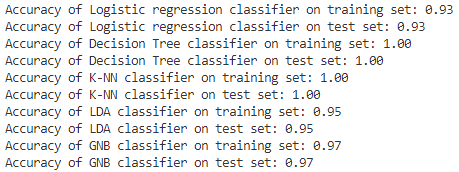 Accuracy of Logistic regression classifier on training set: 0.93
Accuracy of Logistic regression classifier on test set: 0.93
Accuracy of Decision Tree classifier on training set: 1.00
Accuracy of Decision Tree classifier on test set: 1.00
Accuracy of K-NN classifier on training set: 1.00
Accuracy of K-NN classifier on test set: 1.00
Accuracy of LDA classifier on training set: 0.95
Accuracy of LDA classifier on test set: 0.95
Accuracy of GNB classifier on training set: 0.97
Accuracy of GNB classifier on test set: 0.97